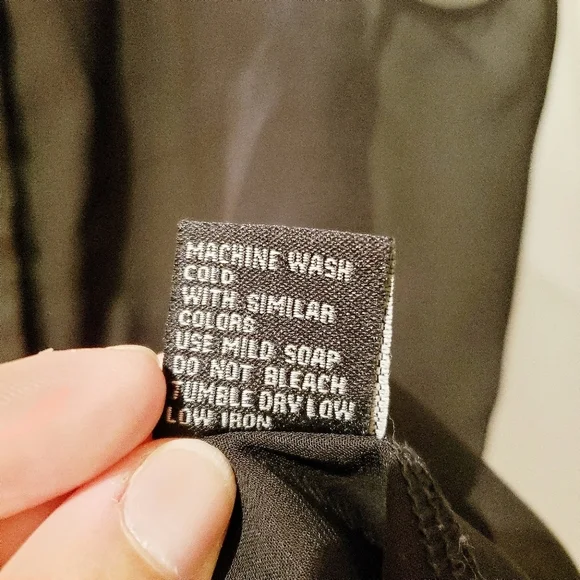 MACHINE WASH
COLD
WITH SIMILAR
COLORS
USE MILD SOAP
DO NOT BLEACH
TUMBLE DRY LOW
LOW IRON